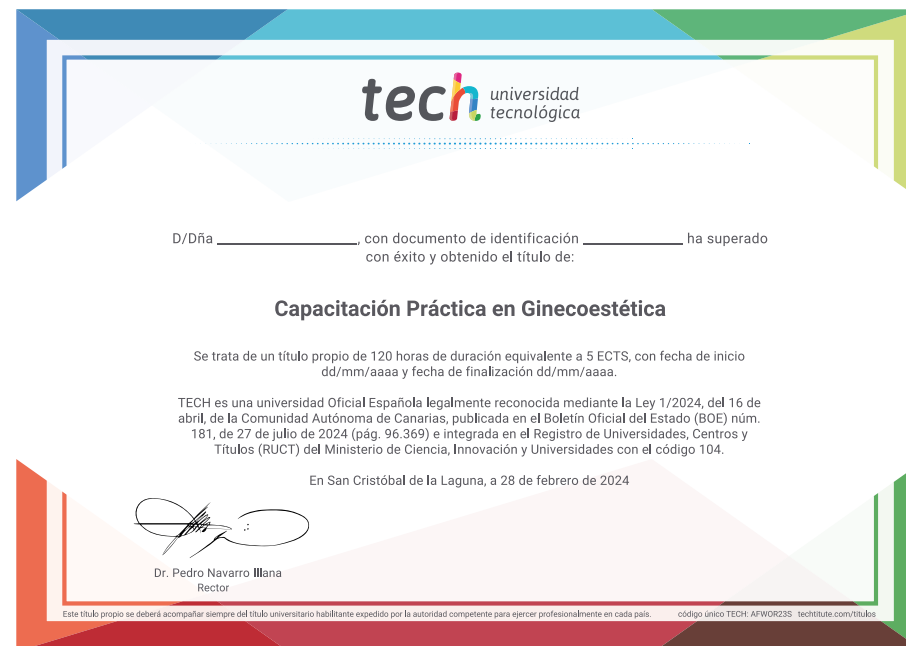 tech universidad
tecnológica
D/Dña ____________________, con documento de identificación ______________ ha superado
con éxito y obtenido el título de:
Capacitación Práctica en Ginecoestética
Se trata de un título propio de 120 horas de duración equivalente a 5 ECTS, con fecha de inicio
dd/mm/aaaa y fecha de finalización dd/mm/aaaa.
TECH es una universidad Oficial Española legalmente reconocida mediante la Ley 1/2024, del 16 de
abril, de la Comunidad Autónoma de Canarias, publicada en el Boletín Oficial del Estado (BOE) núm.
181, de 27 de julio de 2024 (pág. 96.369) e integrada en el Registro de Universidades, Centros y
Títulos (RUCT) del Ministerio de Ciencia, Innovación y Universidades con el código 104.
En San Cristóbal de la Laguna, a 28 de febrero de 2024
Dr. Pedro Navarro Illana
Rector
Este título propio se deberá acompañar siempre del título universitario habilitante expedido por la autoridad competente para ejercer profesionalmente en cada país. código único TECH: AFWOR23S techtitute.com/titulos